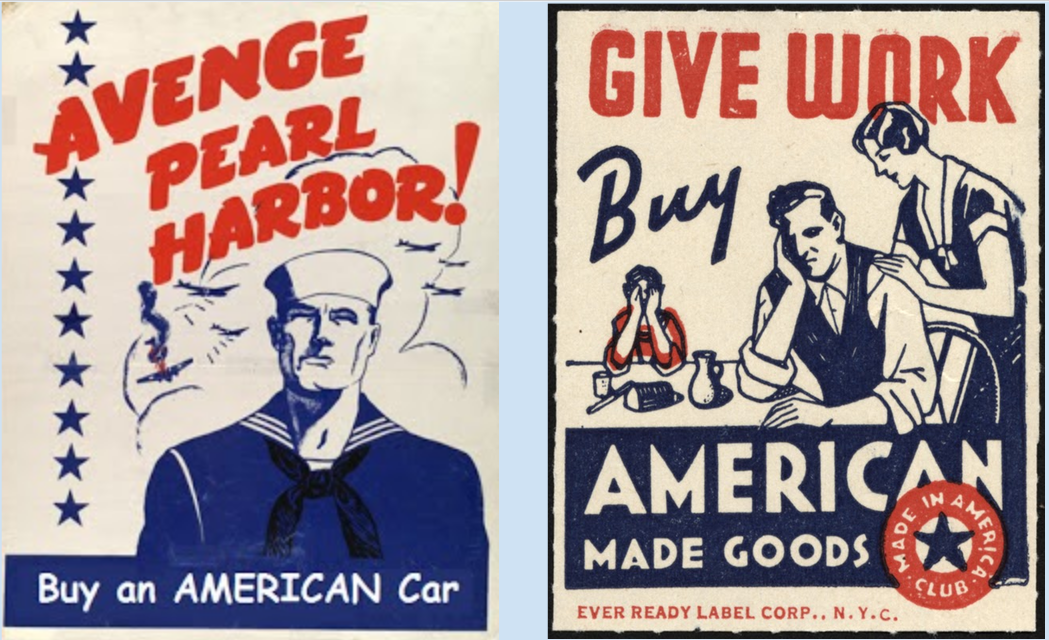 AVENGE
PEARL
HARBOR!
Buy an AMERICAN Car
GIVE WORK
Buy
AMERICAN
MADE GOODS
MADE IN AMERICA
CLUB
EVER READY LABEL CORP., N.Y.C.